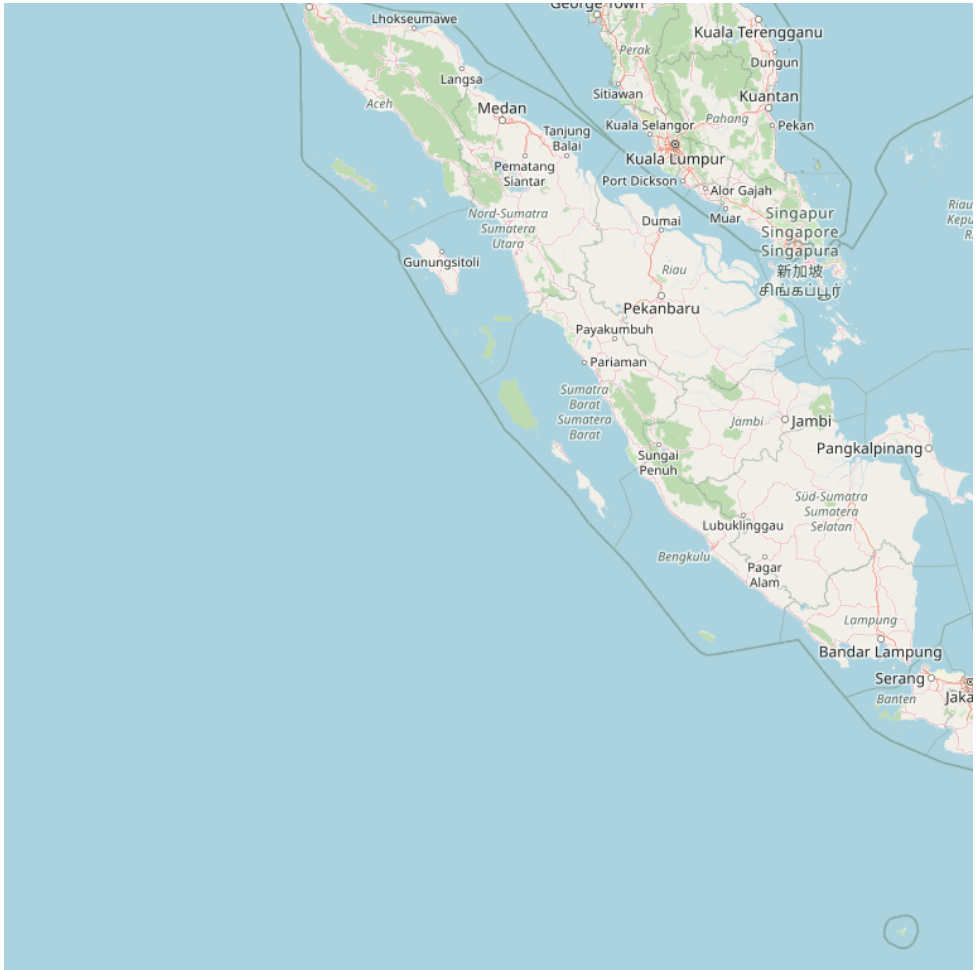 George Town
Lhokseumawe
Kuala Terengganu
Perak
Dungun
Langsa
Sitiawan
Kuantan
Aceh
Medan
Pahang
Kuala Selangor
Pekan
Tanjung
Balai
Kuala Lumpur
Pematang
Siantar
Port Dickson
Alor Gajah
Nord-Sumatra
Sumatera
Utara
Dumai
Muar
Singapur
Singapore
Singapura
新加坡
சிங்கப்பூர்
Riau
Gunungsitoli
Riau
Pekanbaru
Payakumbuh
Pariaman
Sumatra
Barat
Sumatera
Barat
Jambi
Jambi
Pangkalpinang
Sungai
Penuh
Süd-Sumatra
Sumatera
Selatan
Lubuklinggau
Bengkulu
Pagar
Alam
Lampung
Bandar Lampung
Serang
Banten
Jaka